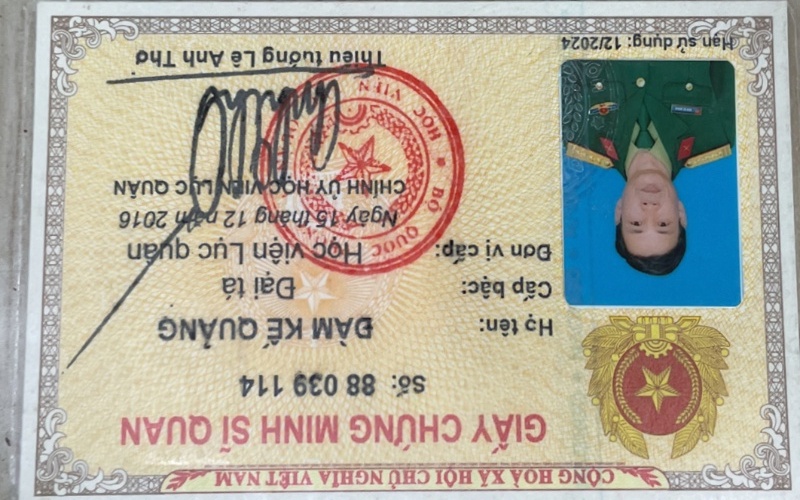 CỘNG HOÀ XÃ HỘI CHỦ NGHĨA VIỆT NAM
GIẤY CHỨNG MINH SĨ QUAN
Số: 88 039 114
Họ tên: ĐÀM KẾ QUẢNG
Cấp bậc: Đại tá
Đơn vị cấp: Học viện Lục quân
Ngày 15 tháng 12 năm 2016
CHÍNH ỦY HỌC VIỆN LỤC QUÂN
BỘ QUỐC
HỌC VIỆN
Thiếu tướng Lê Anh Thơ
Hạn sử dụng: 12/2024